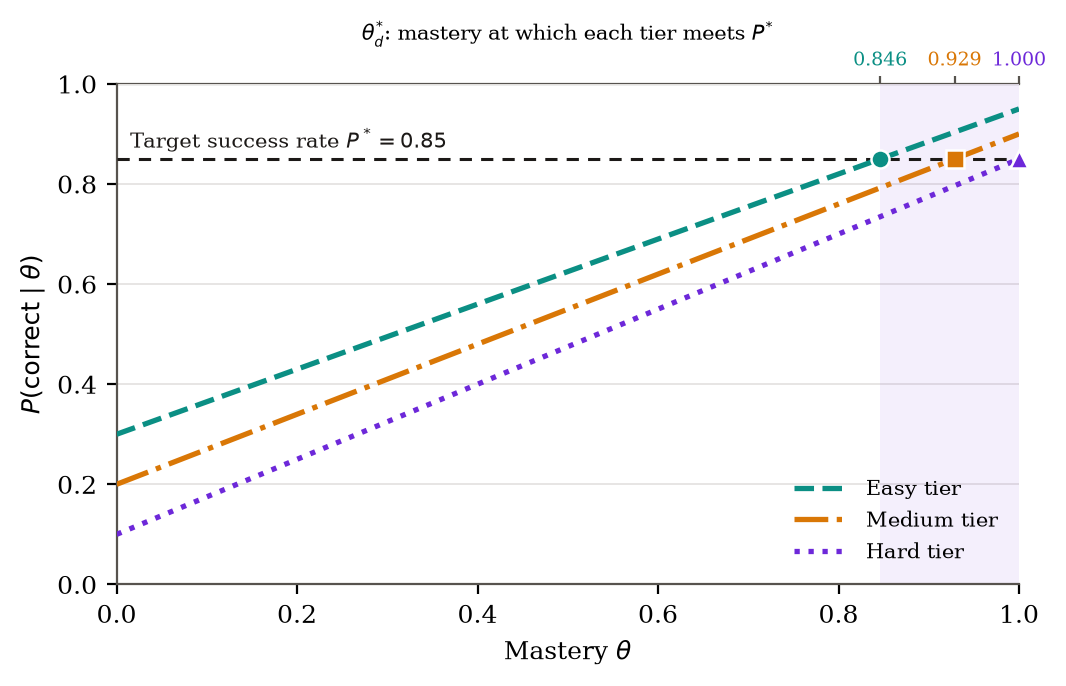 θ*d: mastery at which each tier meets P*
0.846 0.929 1.000
Target success rate P* = 0.85
1.0
0.8
0.6
0.4
0.2
0.0
P(correct | θ)
Easy tier
Medium tier
Hard tier
0.0 0.2 0.4 0.6 0.8 1.0
Mastery θ